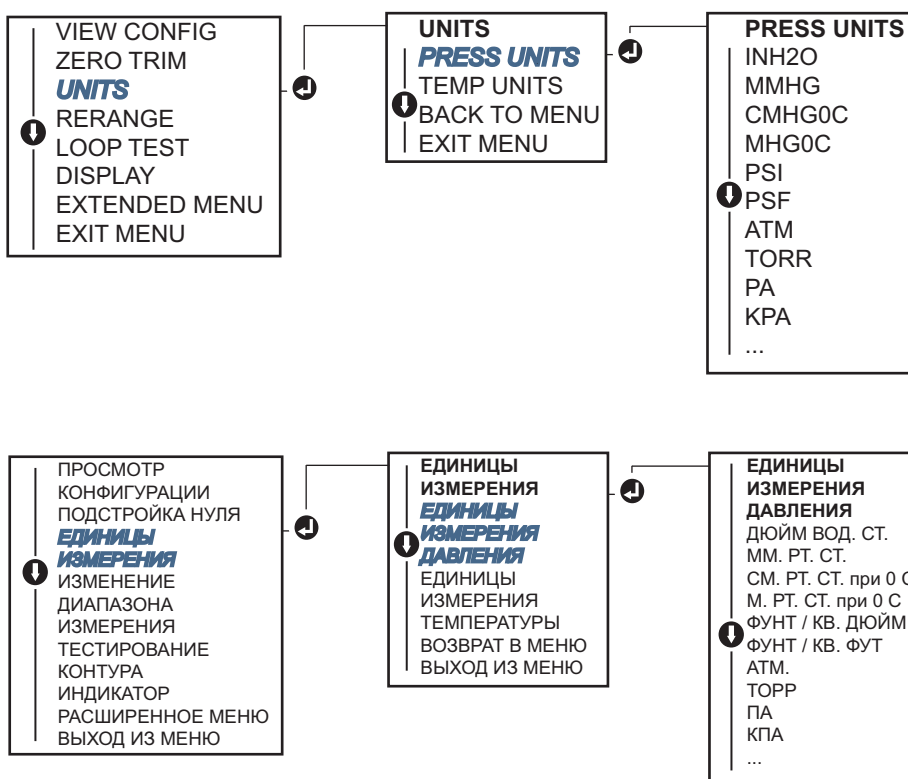 VIEW CONFIG
ZERO TRIM
UNITS
RERANGE
LOOP TEST
DISPLAY
EXTENDED MENU
EXIT MENU
UNITS
PRESS UNITS
TEMP UNITS
BACK TO MENU
EXIT MENU
PRESS UNITS
INH2O
MMHG
CMHG0C
MHG0C
PSI
PSF
ATM
TORR
PA
KPA
...
ПРОСМОТР
КОНФИГУРАЦИИ
ПОДСТРОЙКА НУЛЯ
ЕДИНИЦЫ
ИЗМЕРЕНИЯ
ИЗМЕНЕНИЕ
ДИАПАЗОНА
ИЗМЕРЕНИЯ
ТЕСТИРОВАНИЕ
КОНТУРА
ИНДИКАТОР
РАСШИРЕННОЕ МЕНЮ
ВЫХОД ИЗ МЕНЮ
ЕДИНИЦЫ
ИЗМЕРЕНИЯ
ЕДИНИЦЫ
ИЗМЕРЕНИЯ
ДАВЛЕНИЯ
ЕДИНИЦЫ
ИЗМЕРЕНИЯ
ТЕМПЕРАТУРЫ
ВОЗВРАТ В МЕНЮ
ВЫХОД ИЗ МЕНЮ
ЕДИНИЦЫ
ИЗМЕРЕНИЯ
ДАВЛЕНИЯ
ДЮЙМ ВОД. СТ.
ММ. РТ. СТ.
СМ. РТ. СТ. при 0 С
М. РТ. СТ. при 0 С
ФУНТ / КВ. ДЮЙМ
ФУНТ / КВ. ФУТ
АТМ.
ТОРР
ПА
КПА
...